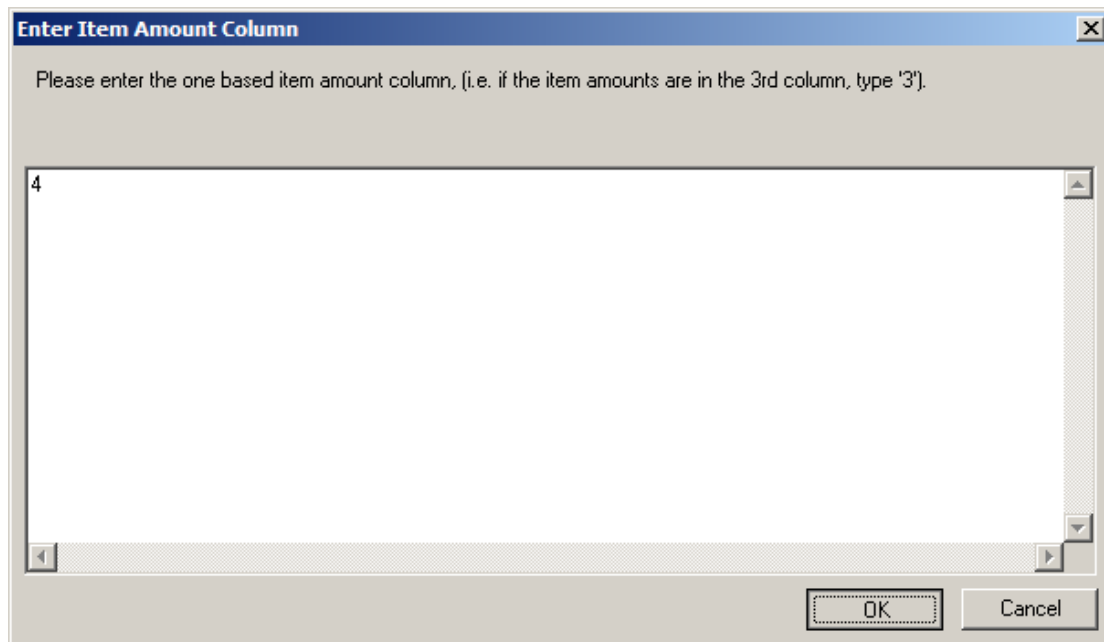 Enter Item Amount Column
Please enter the one based item amount column, (i.e. if the item amounts are in the 3rd column, type '3').
4
OK
Cancel